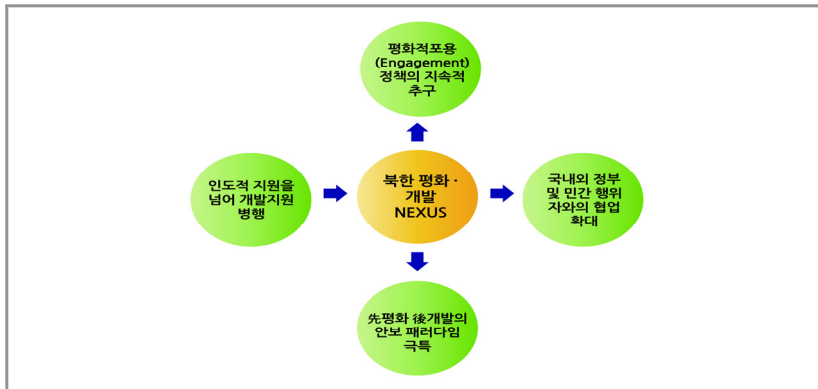 평화적포용
(Engagement)
정책의 지속적
추구
인도적 지원을
넘어 개발지원
병행
북한 평화·
개발
NEXUS
국내외 정부
및 민간 행위
자와의 협업
확대
先평화 後개발의
안보 패러다임
극특